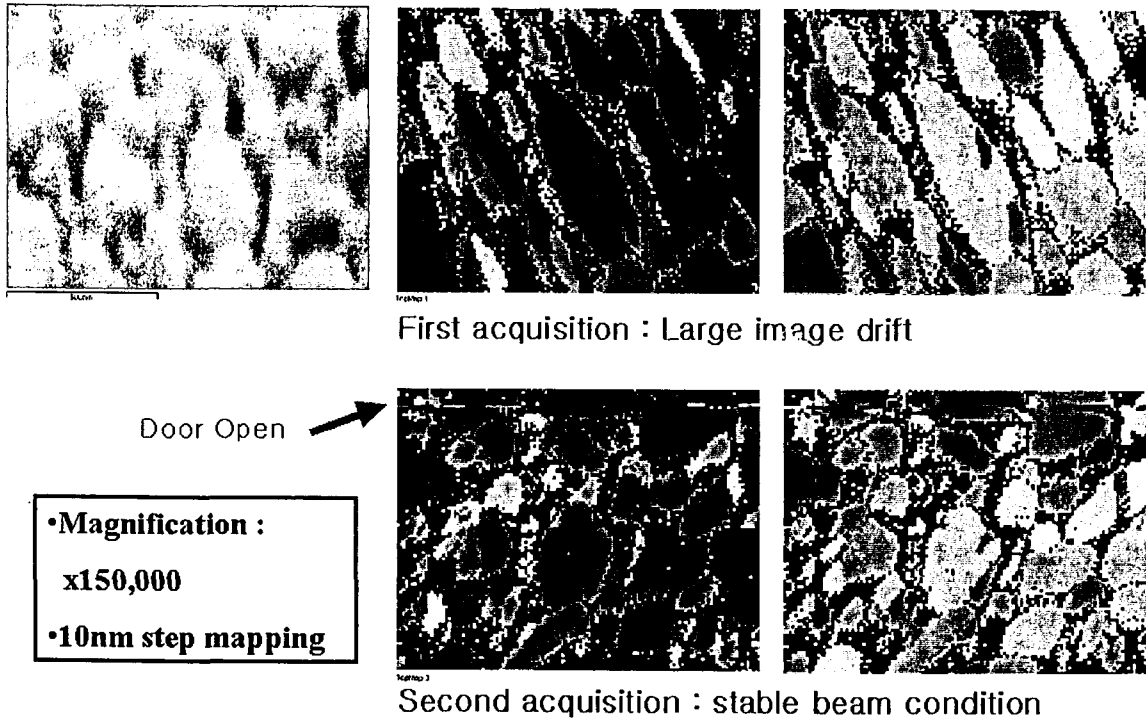 First acquisition : Large image drift
Door Open
•Magnification :
x150,000
•10nm step mapping
Second acquisition : stable beam condition